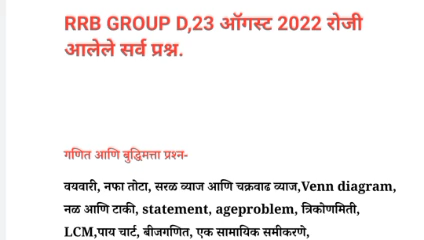 RRB GROUP D,23 ऑगस्ट 2022 रोजी
आलेले सर्व प्रश्न.
गणित आणि बुद्धिमत्ता प्रश्न-
वयवारी, नफा तोटा, सरळ व्याज आणि चक्रवाढ व्याज,Venn diagram,
नळ आणि टाकी, statement, ageproblem, त्रिकोणमिती,
LCM,पाय चार्ट, बीजगणित, एक सामायिक समीकरणे,